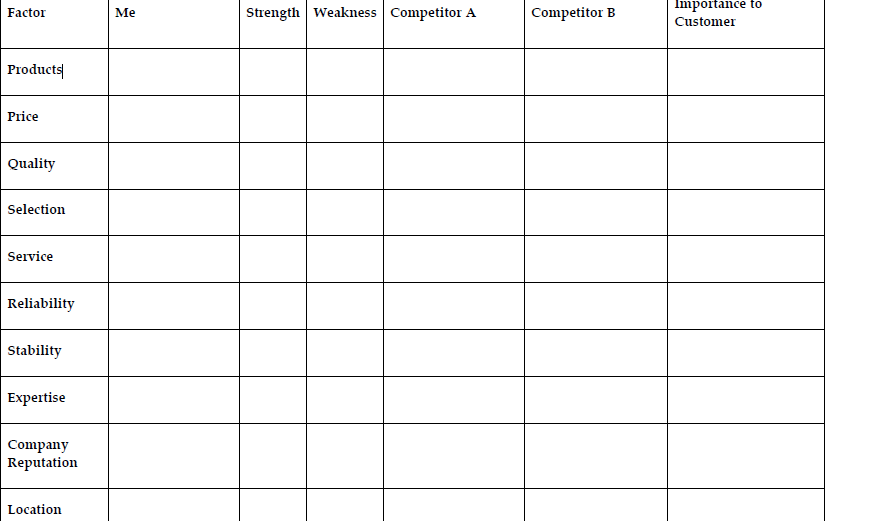 Factor
Me
Strength
Weakness
Competitor A
Competitor B
Importance to
Customer
Products
Price
Quality
Selection
Service
Reliability
Stability
Expertise
Company
Reputation
Location